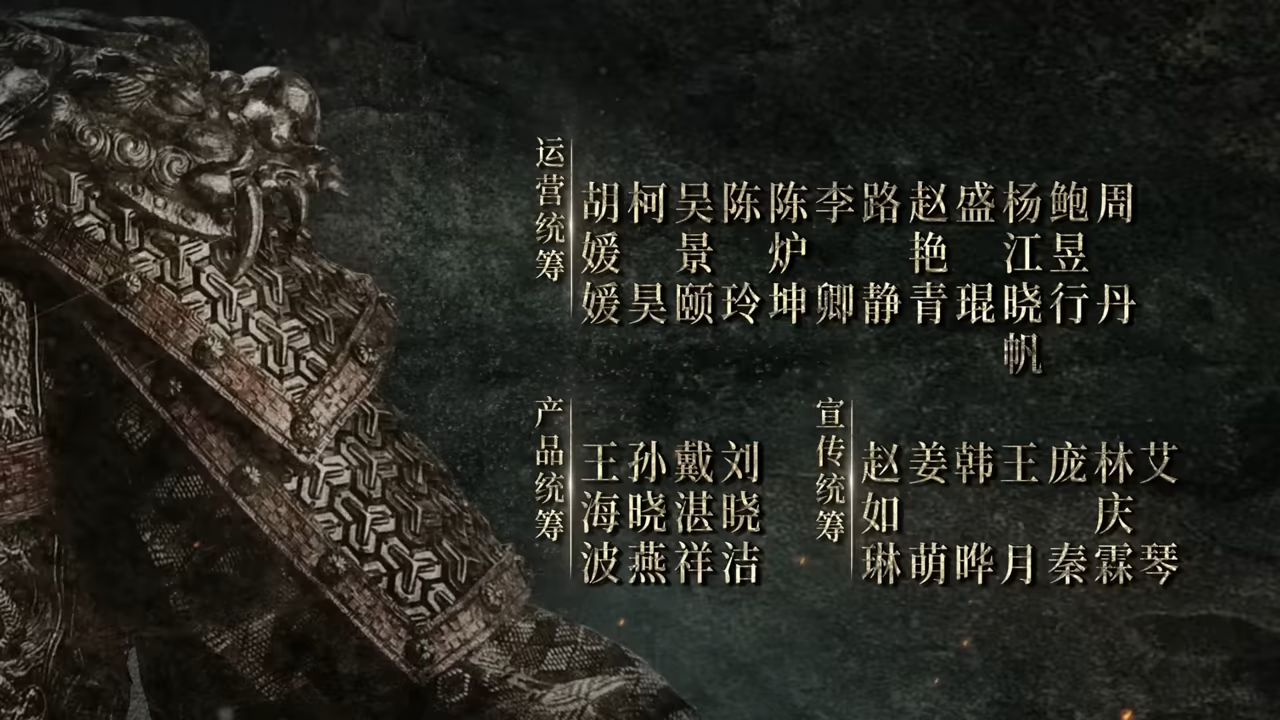 运营统筹
胡媛媛
柯昊
吴景颐
陈玲
陈炉坤
李卿
路静
赵艳青
盛琨
杨江晓帆
鲍昱行
周丹
产品统筹
王海波
孙晓燕
戴湛祥
刘晓洁
宣传统筹
赵如琳
姜萌
韩晔
王月
庞秦
林庆霖
艾琴